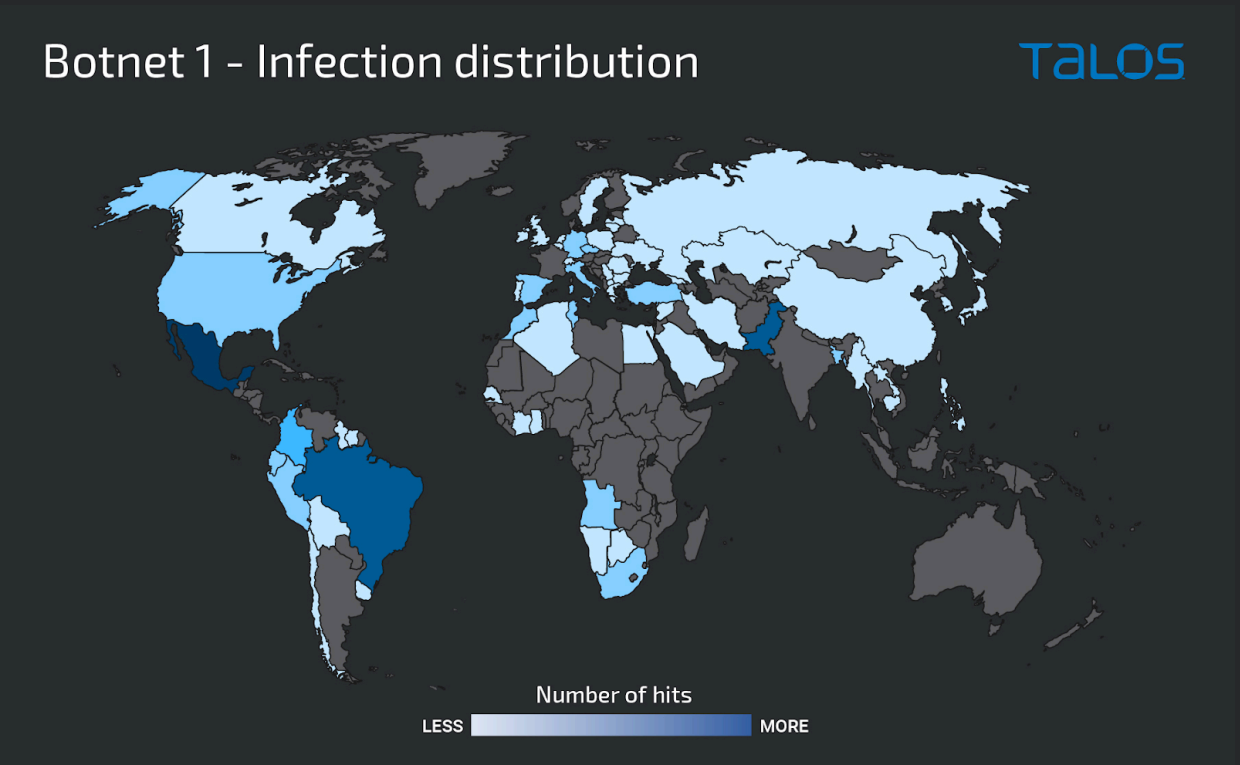 Botnet 1 - Infection distribution
TALOS
Number of hits
LESS
MORE